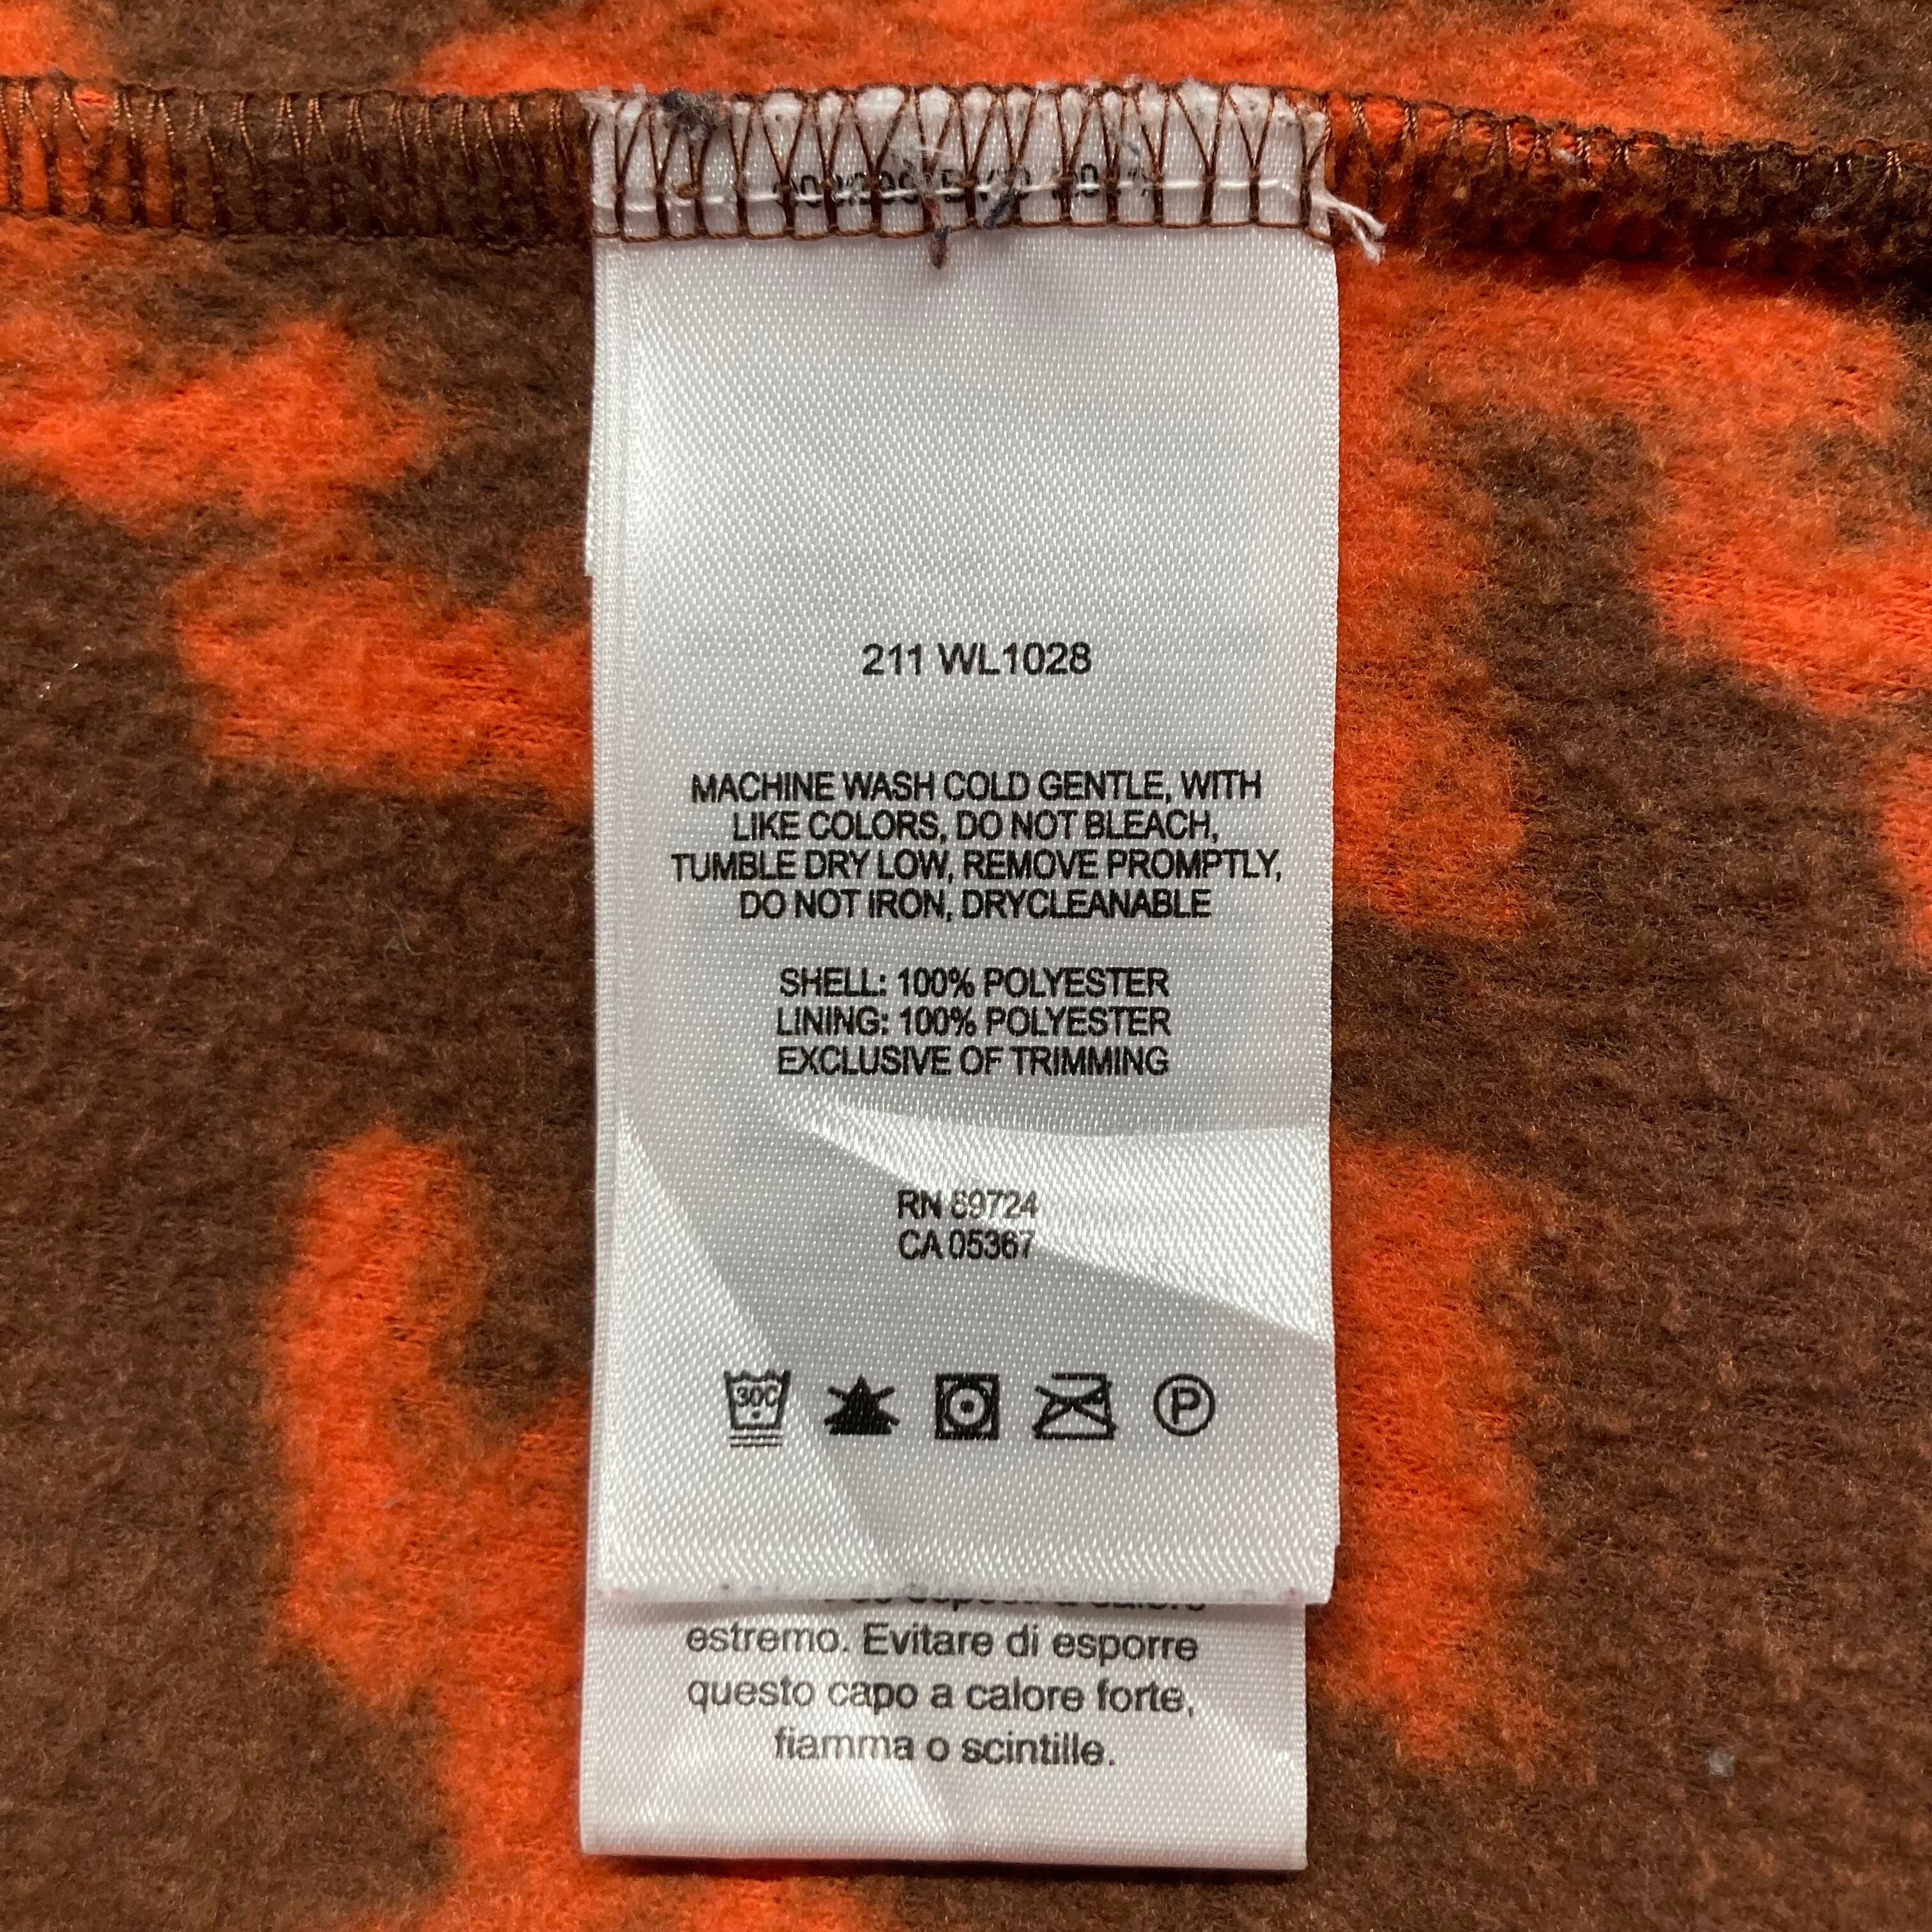 211 WL1028
MACHINE WASH COLD GENTLE, WITH
LIKE COLORS, DO NOT BLEACH,
TUMBLE DRY LOW, REMOVE PROMPTLY,
DO NOT IRON, DRYCLEANABLE
SHELL: 100% POLYESTER
LINING: 100% POLYESTER
EXCLUSIVE OF TRIMMING
RN 89724
CA 05367
30C
P
estremo. Evitare di esporre
questo capo a calore forte,
fiamma o scintille.